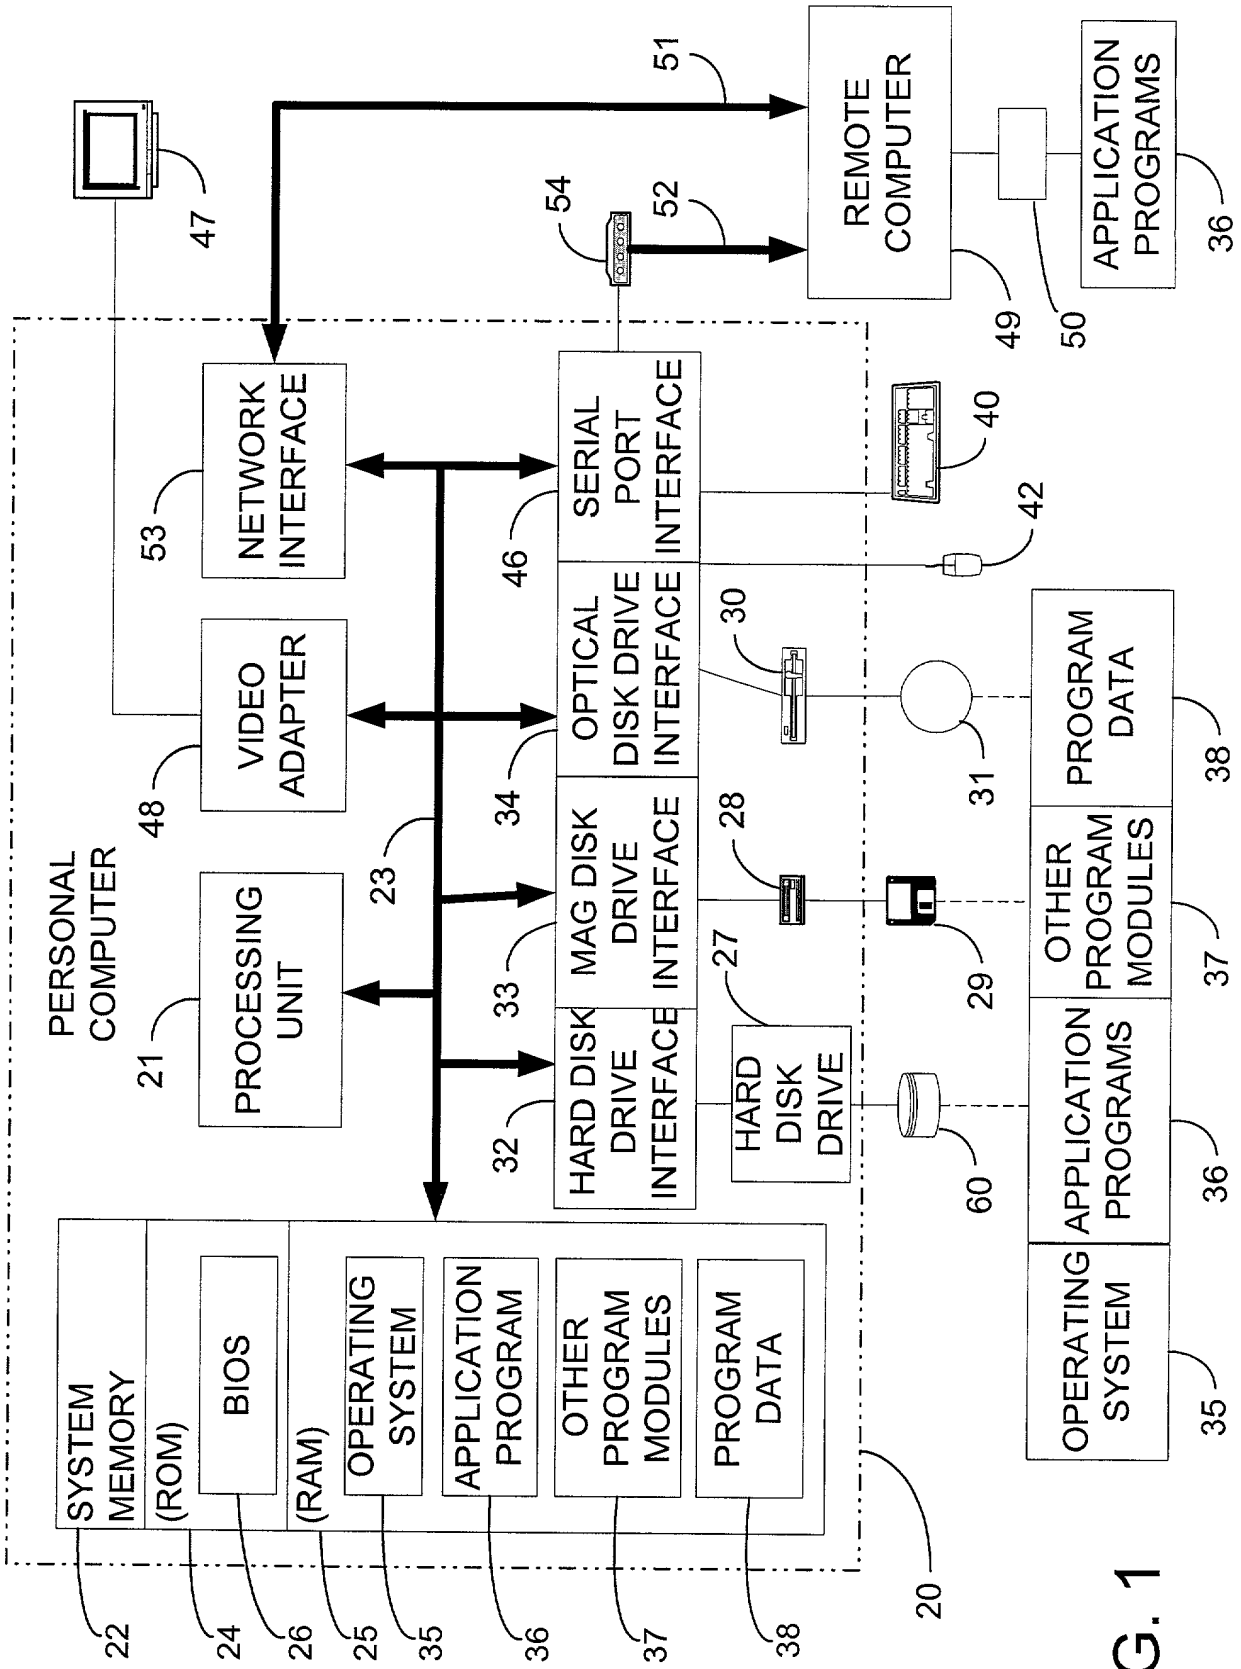 PERSONAL
COMPUTER
22
SYSTEM
MEMORY
24
(ROM)
26
BIOS
25
(RAM)
35
OPERATING
SYSTEM
36
APPLICATION
PROGRAM
37
OTHER
PROGRAM
MODULES
38
PROGRAM
DATA
20
21
PROCESSING
UNIT
48
VIDEO
ADAPTER
53
NETWORK
INTERFACE
47
23
32
HARD DISK
DRIVE
INTERFACE
33
MAG DISK
DRIVE
INTERFACE
34
OPTICAL
DISK DRIVE
INTERFACE
46
SERIAL
PORT
INTERFACE
54
52
51
HARD
DISK
DRIVE
27
28
30
60
29
31
42
40
REMOTE
COMPUTER
49
50
APPLICATION
PROGRAMS
36
OPERATING
SYSTEM
35
APPLICATION
PROGRAMS
36
OTHER
PROGRAM
MODULES
37
PROGRAM
DATA
38
G. 1